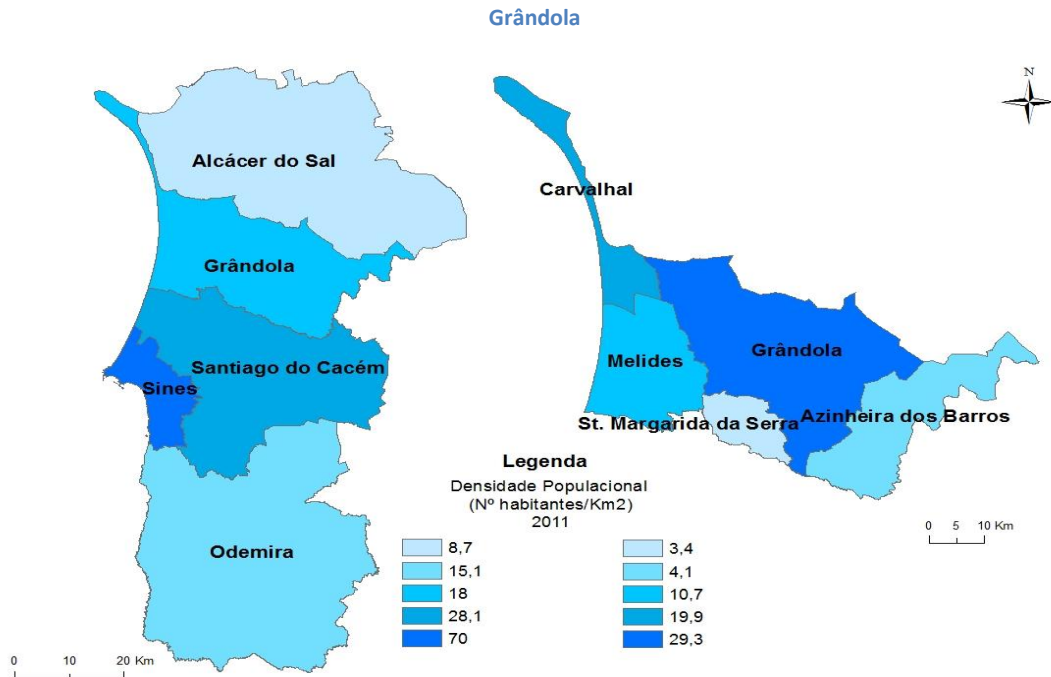 Grândola
N
Alcácer do Sal
Grândola
Santiago do Cacém
Sines
Odemira
Carvalhal
Melides
Grândola
St. Margarida da Serra
Azinheira dos Barros
Legenda
Densidade Populacional
(Nº habitantes/Km2)
2011
8,7
15,1
18
28,1
70
3,4
4,1
10,7
19,9
29,3
0 5 10 Km
0 10 20 Km